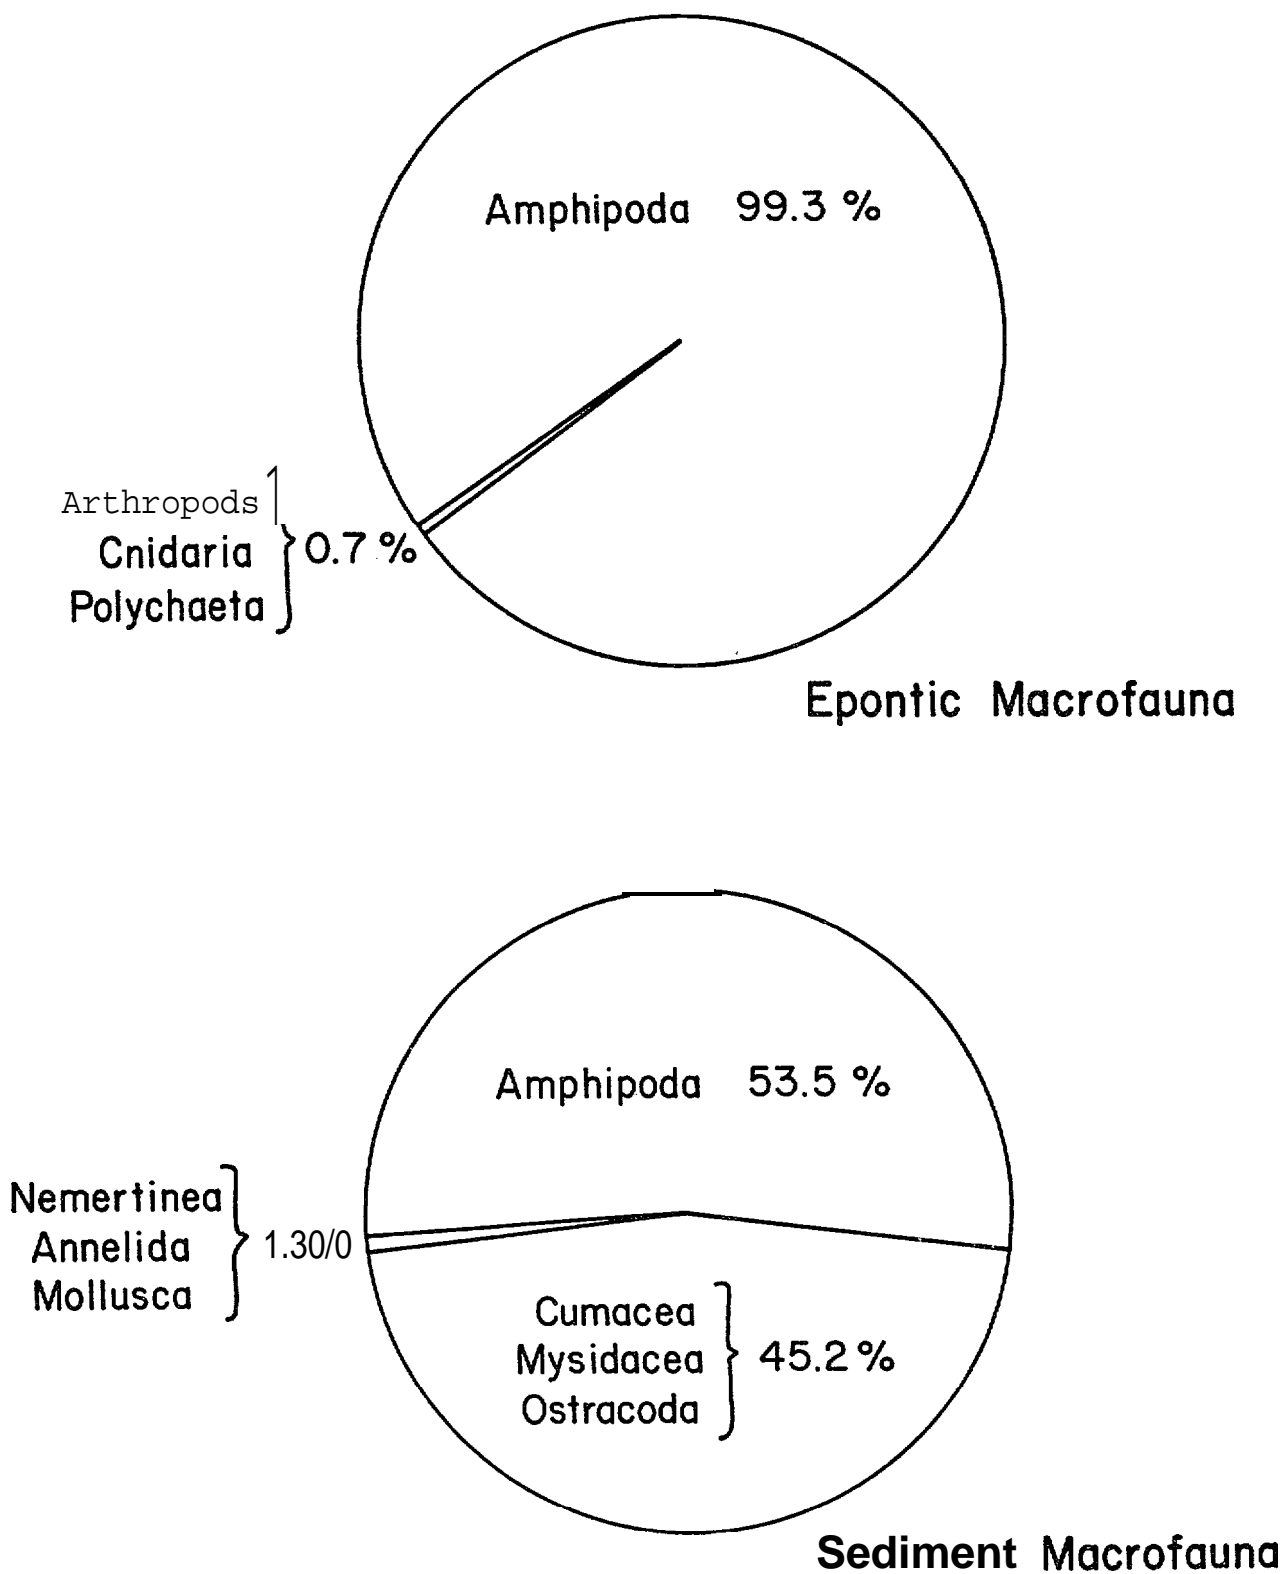 Amphipoda 99.3 %
Arthropods
Cnidaria
0.7 %
Polychaeta
Epontic Macrofauna
Amphipoda 53.5 %
Nemertinea
Annelida
1.30/0
Mollusca
Cumacea
Mysidacea
45.2 %
Ostracoda
Sediment Macrofauna